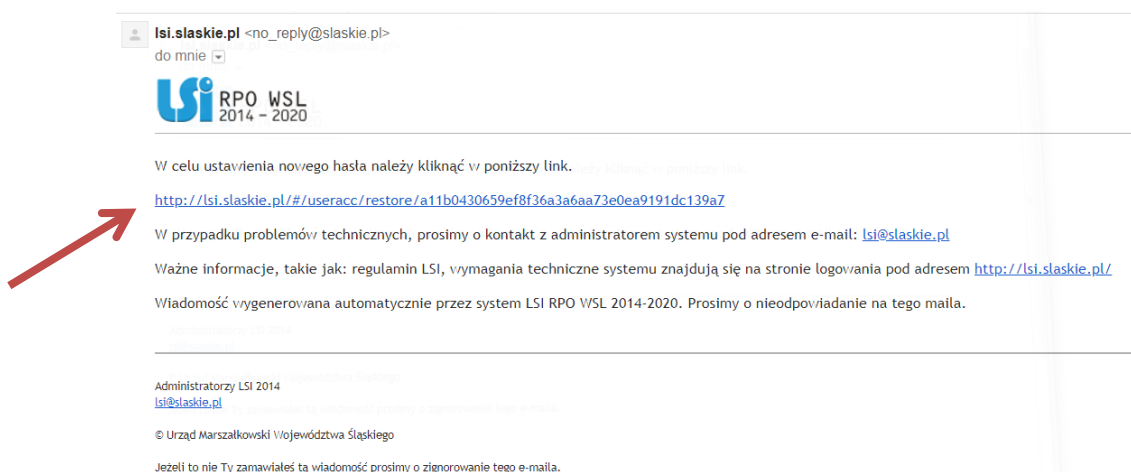 lsi.slaskie.pl <no_reply@slaskie.pl>
do mnie
LSi RPO WSL
2014 – 2020
W celu ustawienia nowego hasła należy kliknąć w poniższy link.
http://lsi.slaskie.pl/#/useracc/restore/a11b0430659ef8f36a3a6aa73e0ea9191dc139a7
W przypadku problemów technicznych, prosimy o kontakt z administratorem systemu pod adresem e-mail: lsi@slaskie.pl
Ważne informacje, takie jak: regulamin LSI, wymagania techniczne systemu znajdują się na stronie logowania pod adresem http://lsi.slaskie.pl/
Wiadomość wygenerowana automatycznie przez system LSI RPO WSL 2014-2020. Prosimy o nieodpowiadanie na tego maila.
Administratorzy LSI 2014
lsi@slaskie.pl
© Urząd Marszałkowski Województwa Śląskiego
Jeżeli to nie Ty zamawiałeś tą wiadomość prosimy o zignorowanie tego e-maila.